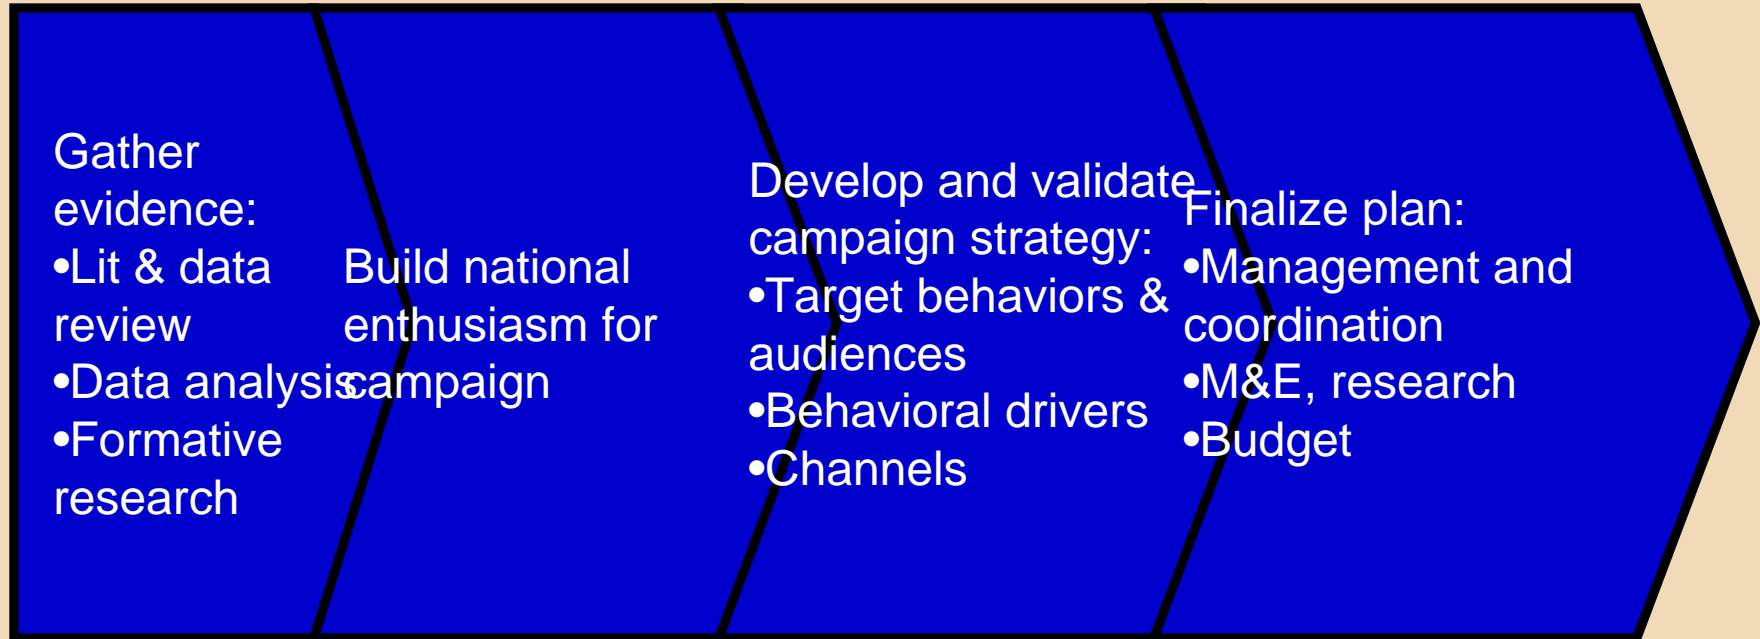 Gather
evidence:
•Lit & data
review
•Data analysis
•Formative
research
Build national
enthusiasm for
campaign
Develop and validate
campaign strategy:
•Target behaviors &
audiences
•Behavioral drivers
•Channels
Finalize plan:
•Management and
coordination
•M&E, research
•Budget